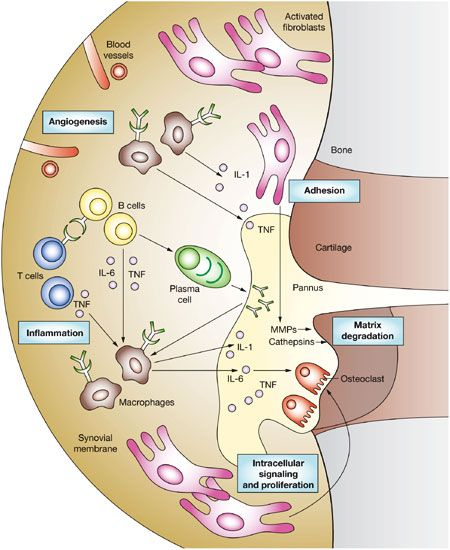 Activated
fibroblasts
Blood
vessels
Angiogenesis
Bone
IL-1
Adhesion
B cells
TNF
Cartilage
T cells
IL-6
TNF
Plasma
cell
Pannus
TNF
Inflammation
MMPs
Cathepsins
Matrix
degradation
IL-1
IL-6
TNF
Osteoclast
Macrophages
Synovial
membrane
Intracellular
signaling
and proliferation